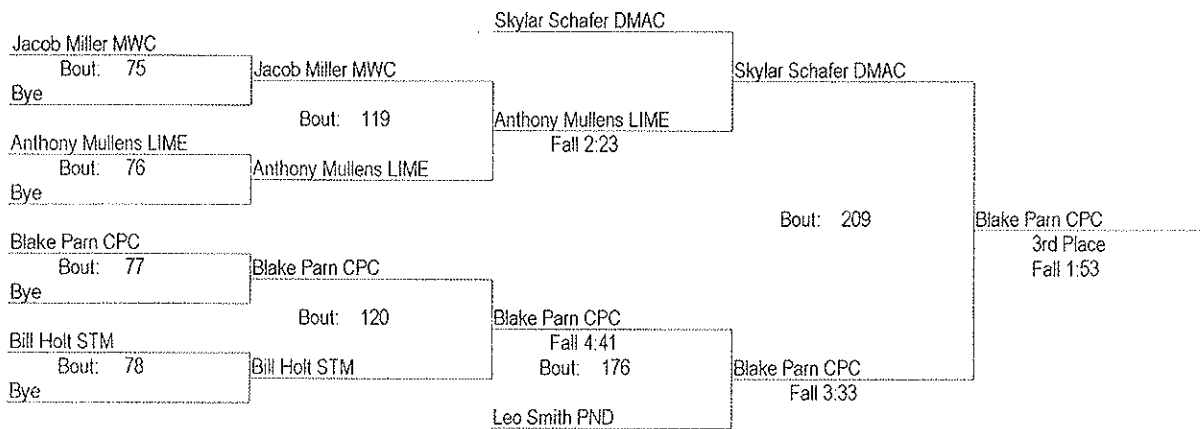 Skylar Schafer DMAC
Jacob Miller MWC
Bout: 75
Jacob Miller MWC
Skylar Schafer DMAC
Bye
Bout: 119
Anthony Mullens LIME
Fall 2:23
Anthony Mullens LIME
Bout: 76
Anthony Mullens LIME
Bye
Bout: 209
Blake Parn CPC
3rd Place
Fall 1:53
Blake Parn CPC
Bout: 77
Blake Parn CPC
Bye
Bout: 120
Blake Parn CPC
Fall 4:41
Bout: 176
Bill Holt STM
Bout: 78
Bill Holt STM
Blake Parn CPC
Fall 3:33
Bye
Leo Smith PND